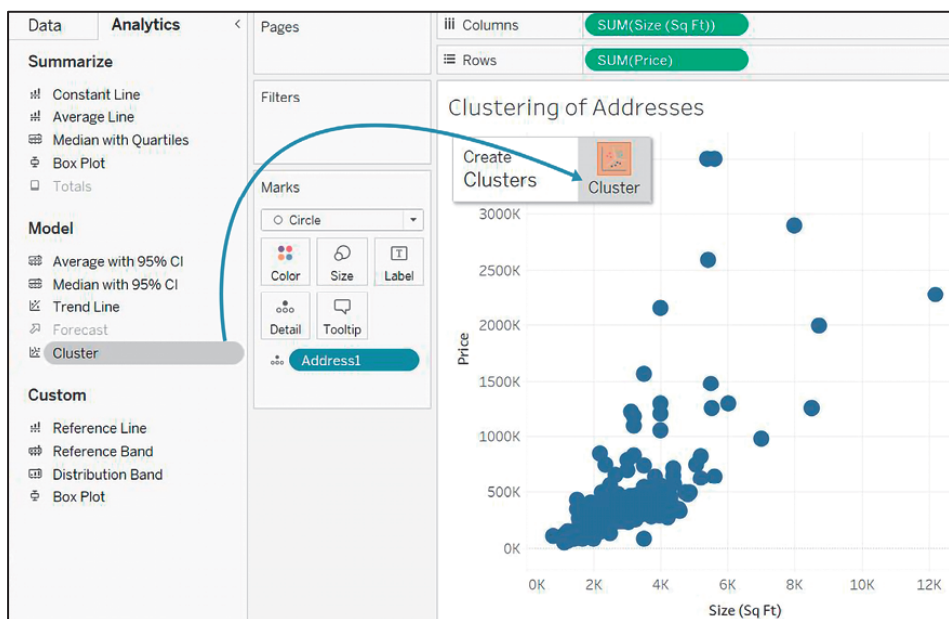 Data
Analytics
Summarize
Constant Line
Average Line
Median with Quartiles
Box Plot
Totals
Model
Average with 95% CI
Median with 95% CI
Trend Line
Forecast
Cluster
Custom
Reference Line
Reference Band
Distribution Band
Box Plot
Pages
Filters
Marks
Circle
Color
Size
Label
Detail
Tooltip
Address1
Columns
SUM(Size (Sq Ft))
Rows
SUM(Price)
Clustering of Addresses
Create
Clusters
Cluster
3000K
2500K
2000K
1500K
1000K
500K
0K
Price
0K 2K 4K 6K 8K 10K 12K
Size (Sq Ft)